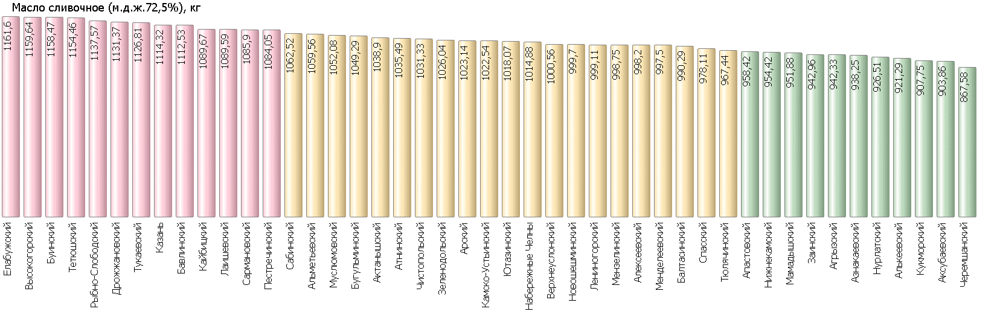 Масло сливочное (м.д.ж.72,5%), кг
1161,6
1159,64
1158,47
1154,46
1137,57
1131,37
1126,81
1114,32
1112,53
1089,67
1089,59
1085,9
1084,05
1062,52
1059,56
1052,08
1049,29
1038,9
1035,49
1031,33
1026,04
1023,14
1022,54
1018,07
1014,88
1000,56
999,7
999,11
998,75
998,2
997,5
990,29
978,11
967,44
958,42
954,42
951,88
942,96
942,33
938,25
926,51
921,29
907,75
903,86
867,58
Елабужский
Высокогорский
Буинский
Тетюшский
Рыбно-Слободский
Дрожжановский
Тукаевский
Казань
Бавлинский
Кайбицкий
Лаишевский
Сармановский
Пестречинский
Сабинский
Альметьевский
Муслюмовский
Бугульминский
Актанышский
Атнинский
Чистопольский
Зеленодольский
Арский
Камско-Устьинский
Ютазинский
Набережные Челны
Верхнеуслонский
Новошешминский
Лениногорский
Мензелинский
Алексеевский
Менделеевский
Балтасинский
Спасский
Тюлячинский
Апастовский
Нижнекамский
Мамадышский
Заинский
Агрызский
Азнакаевский
Нурлатский
Алькеевский
Кукморский
Аксубаевский
Черемшанский